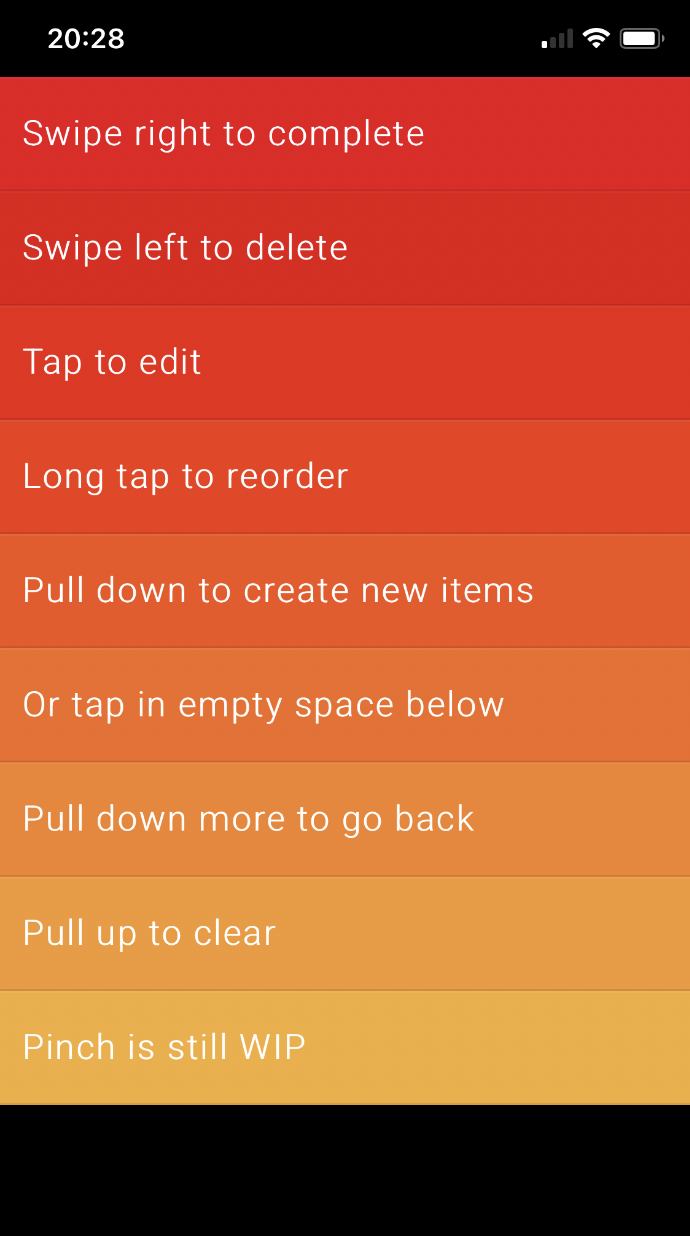 20:28
Swipe right to complete
Swipe left to delete
Tap to edit
Long tap to reorder
Pull down to create new items
Or tap in empty space below
Pull down more to go back
Pull up to clear
Pinch is still WIP